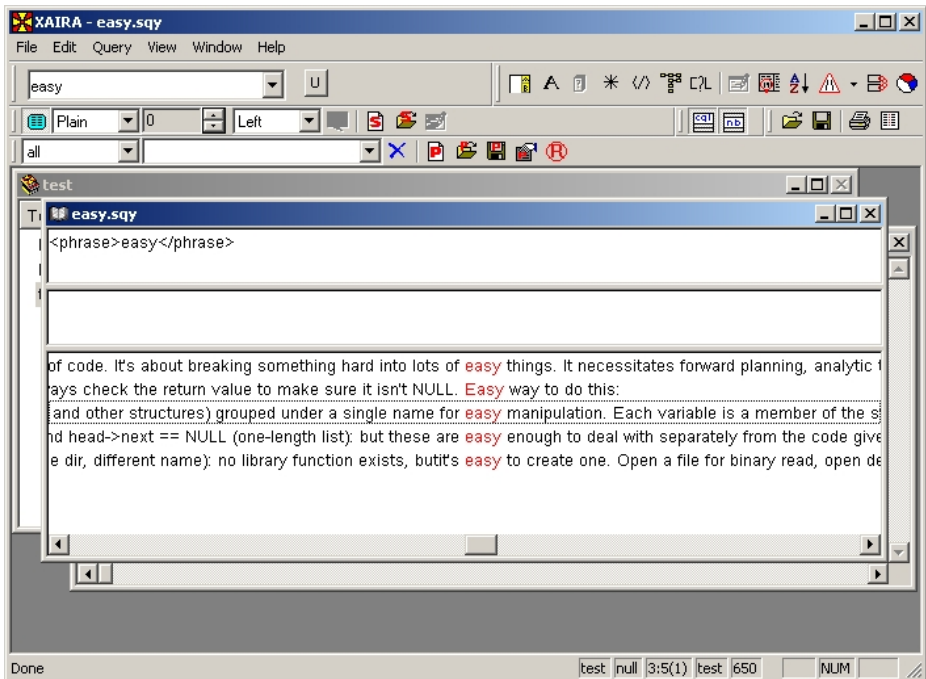 XAIRA - easy.sqy
File Edit Query View Window Help
easy U
Plain 0 Left
all
test
easy.sqy
<phrase>easy</phrase>
of code. It's about breaking something hard into lots of easy things. It necessitates forward planning, analytic
ays check the return value to make sure it isn't NULL. Easy way to do this:
and other structures) grouped under a single name for easy manipulation. Each variable is a member of the
nd head->next == NULL (one-length list): but these are easy enough to deal with separately from the code give
e dir, different name): no library function exists, butit's easy to create one. Open a file for binary read, open de
Done test null 3:5(1) test 650 NUM